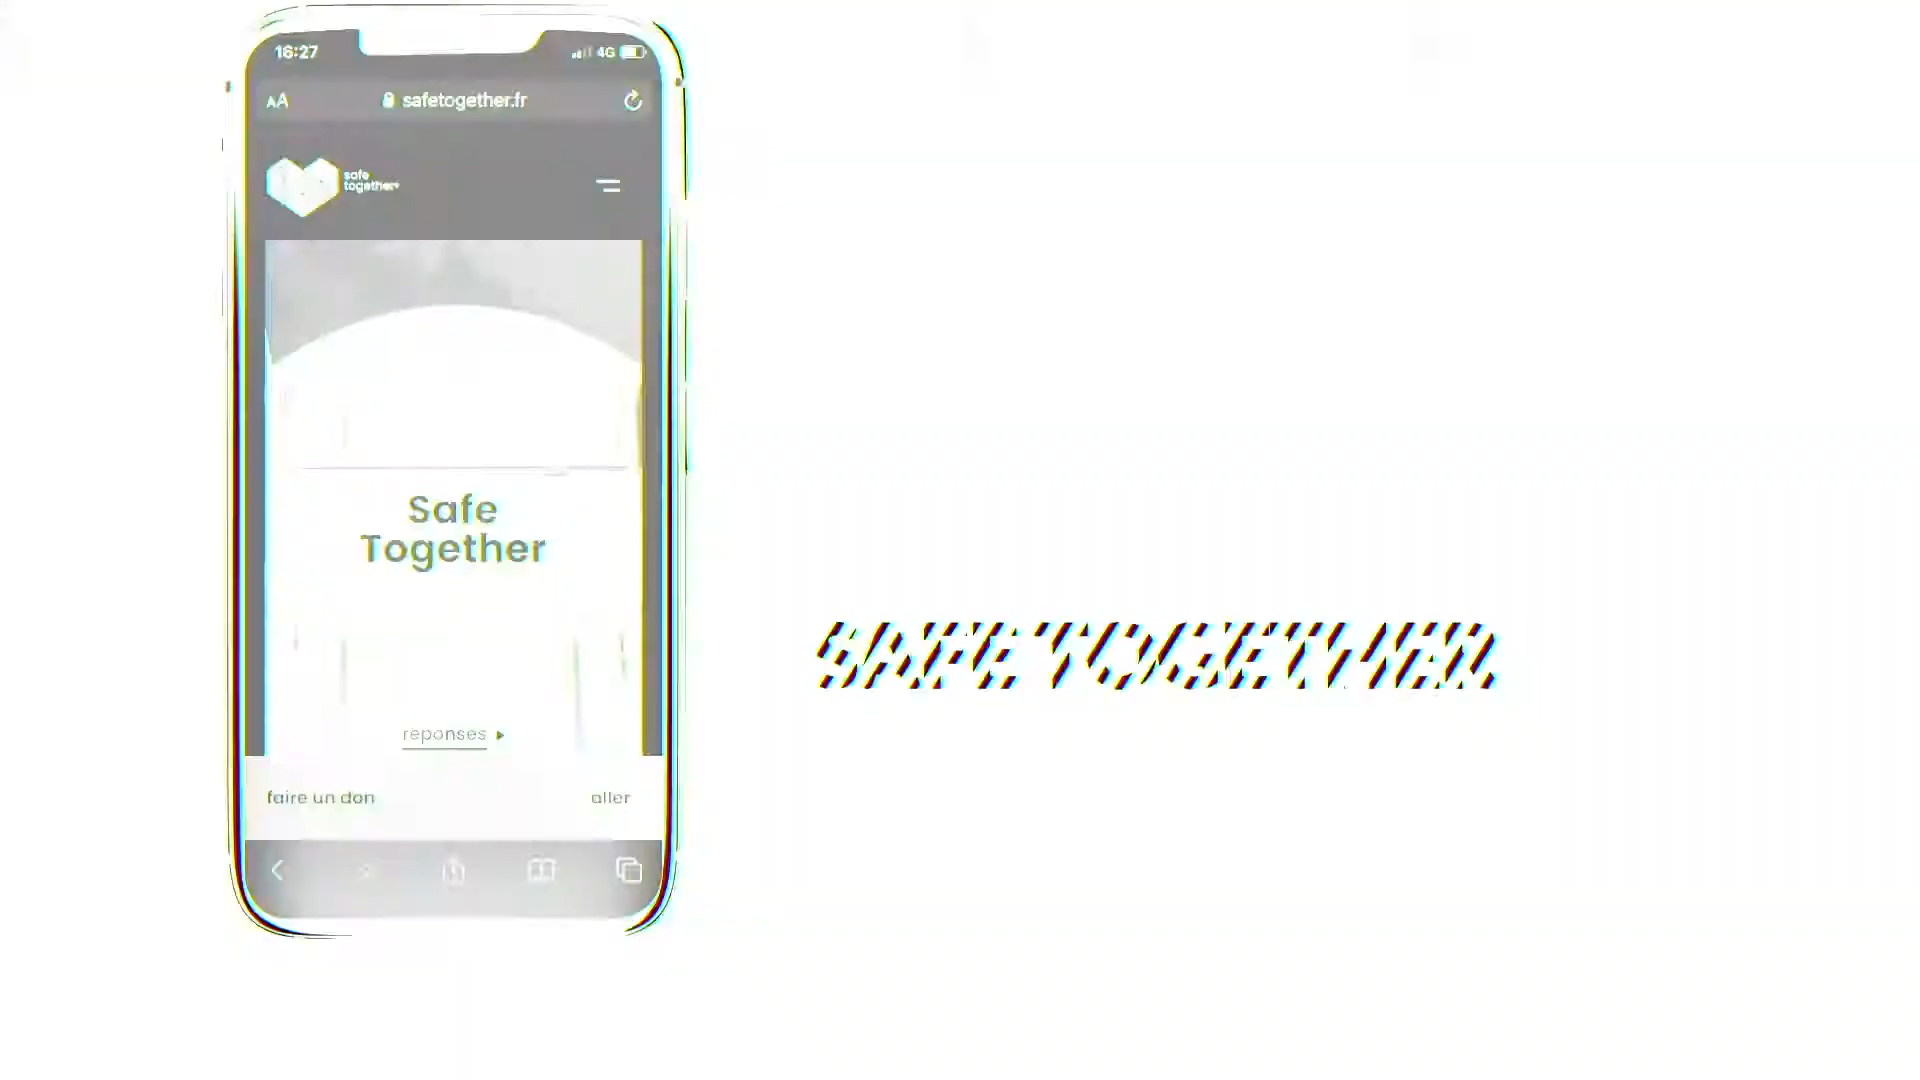 16:27
4G
AA
safetogether.fr
safe
together
Safe
Together
reponses
faire un don
aller
SAFE TOGETHER